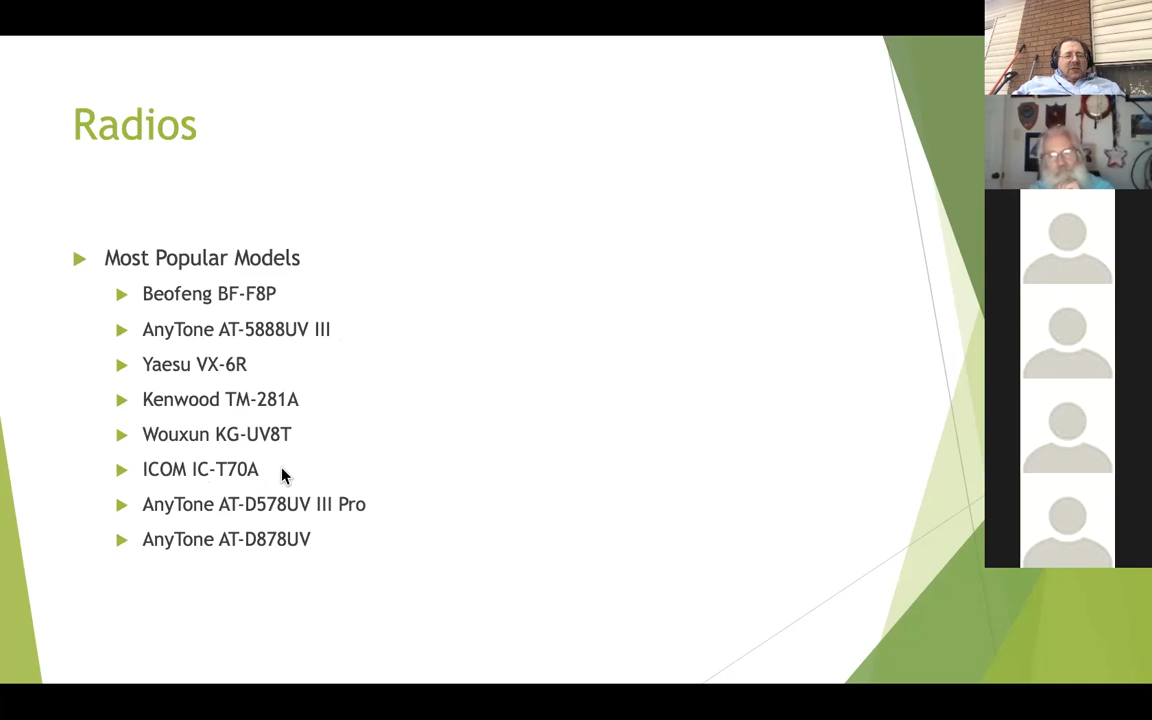 Radios
Most Popular Models
Beofeng BF-F8P
AnyTone AT-5888UV III
Yaesu VX-6R
Kenwood TM-281A
Wouxun KG-UV8T
ICOM IC-T70A
AnyTone AT-D578UV III Pro
AnyTone AT-D878UV